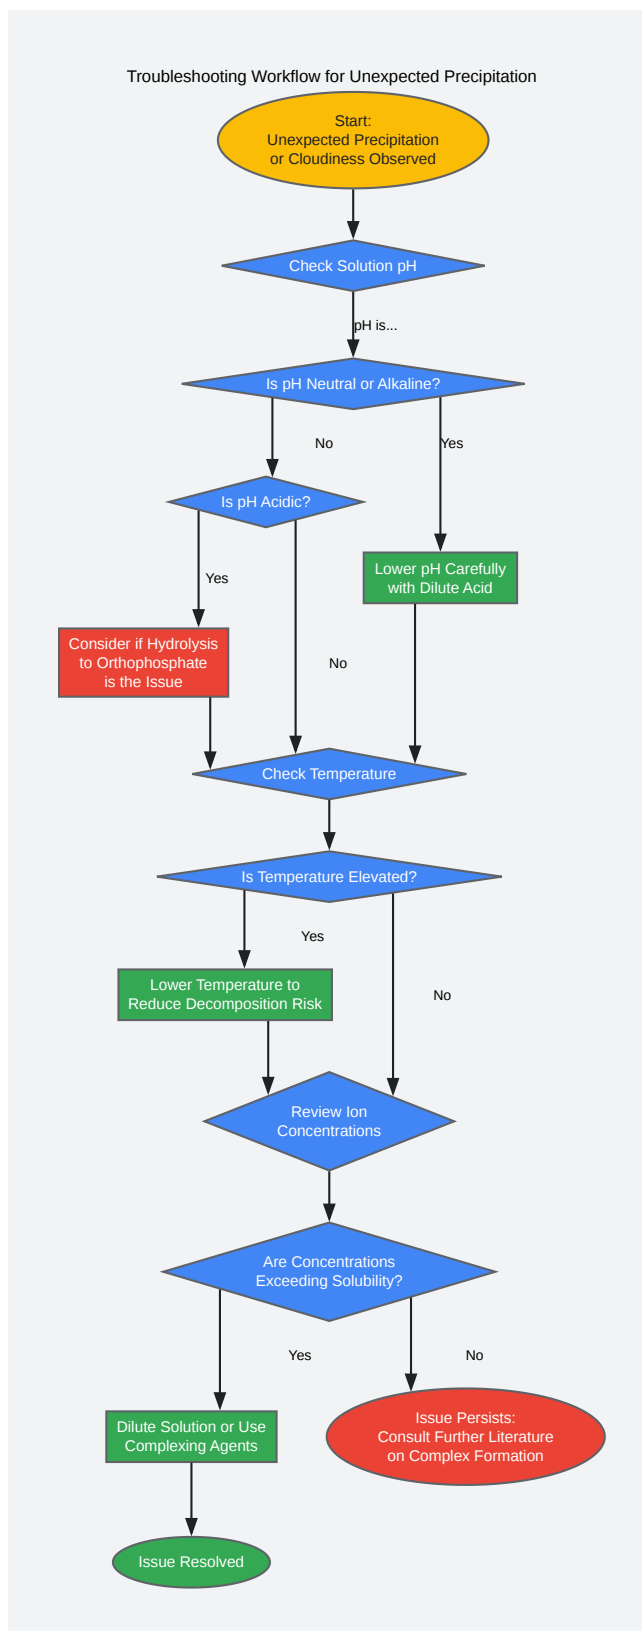 Troubleshooting Workflow for Unexpected Precipitation
Start:
Unexpected Precipitation
or Cloudiness Observed
Check Solution pH
pH is...
Is pH Neutral or Alkaline?
No
Yes
Is pH Acidic?
Lower pH Carefully
with Dilute Acid
Yes
Consider if Hydrolysis
to Orthophosphate
is the Issue
No
Check Temperature
Is Temperature Elevated?
Yes
Lower Temperature to
Reduce Decomposition Risk
No
Review Ion
Concentrations
Are Concentrations
Exceeding Solubility?
Yes
No
Dilute Solution or Use
Complexing Agents
Issue Persists:
Consult Further Literature
on Complex Formation
Issue Resolved